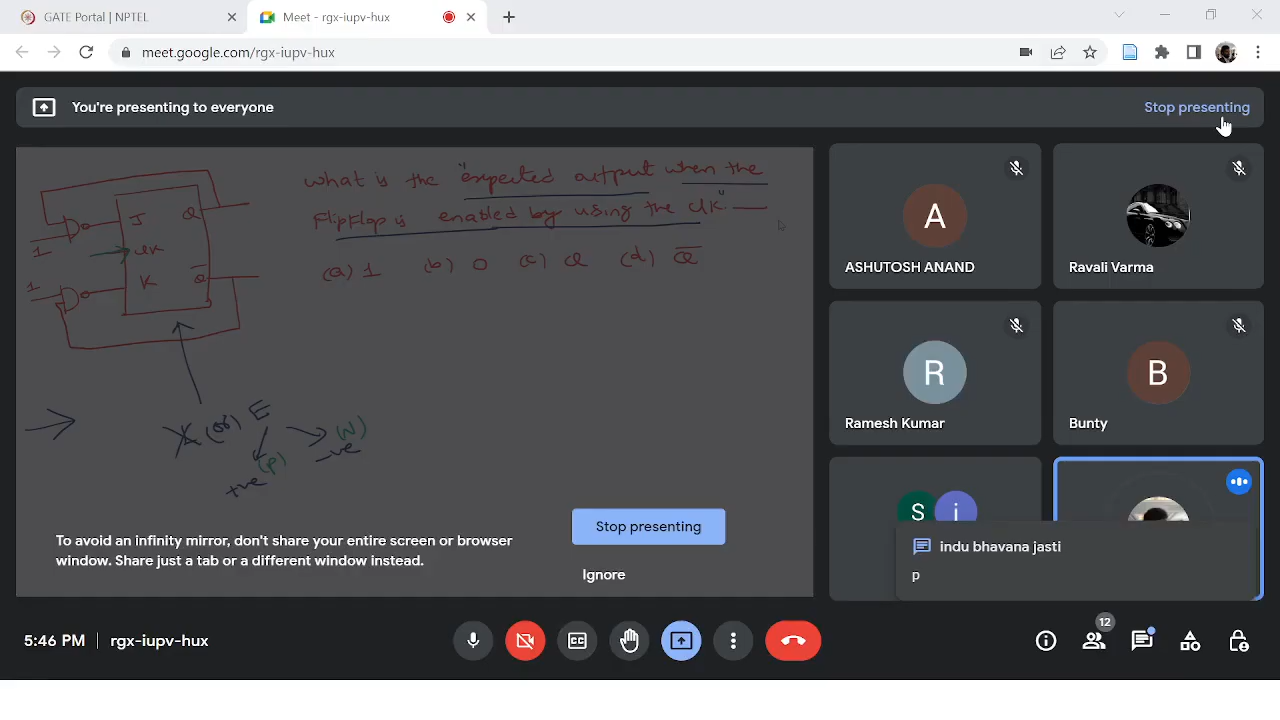 GATE Portal | NPTEL
Meet - rgx-iupv-hux
meet.google.com/rgx-iupv-hux
You're presenting to everyone
Stop presenting
What is the "expected output when the
FlipFlop is enabled by using the clk" —
(a) 1 (b) 0 (c) Q (d) Q̅
J Q
1
clk
1
K Q̅
(or) E
(N)
-ve
(P)
+ve
To avoid an infinity mirror, don't share your entire screen or browser
window. Share just a tab or a different window instead.
Stop presenting
Ignore
A
ASHUTOSH ANAND
Ravali Varma
R
Ramesh Kumar
B
Bunty
S i
indu bhavana jasti
p
5:46 PM | rgx-iupv-hux
12